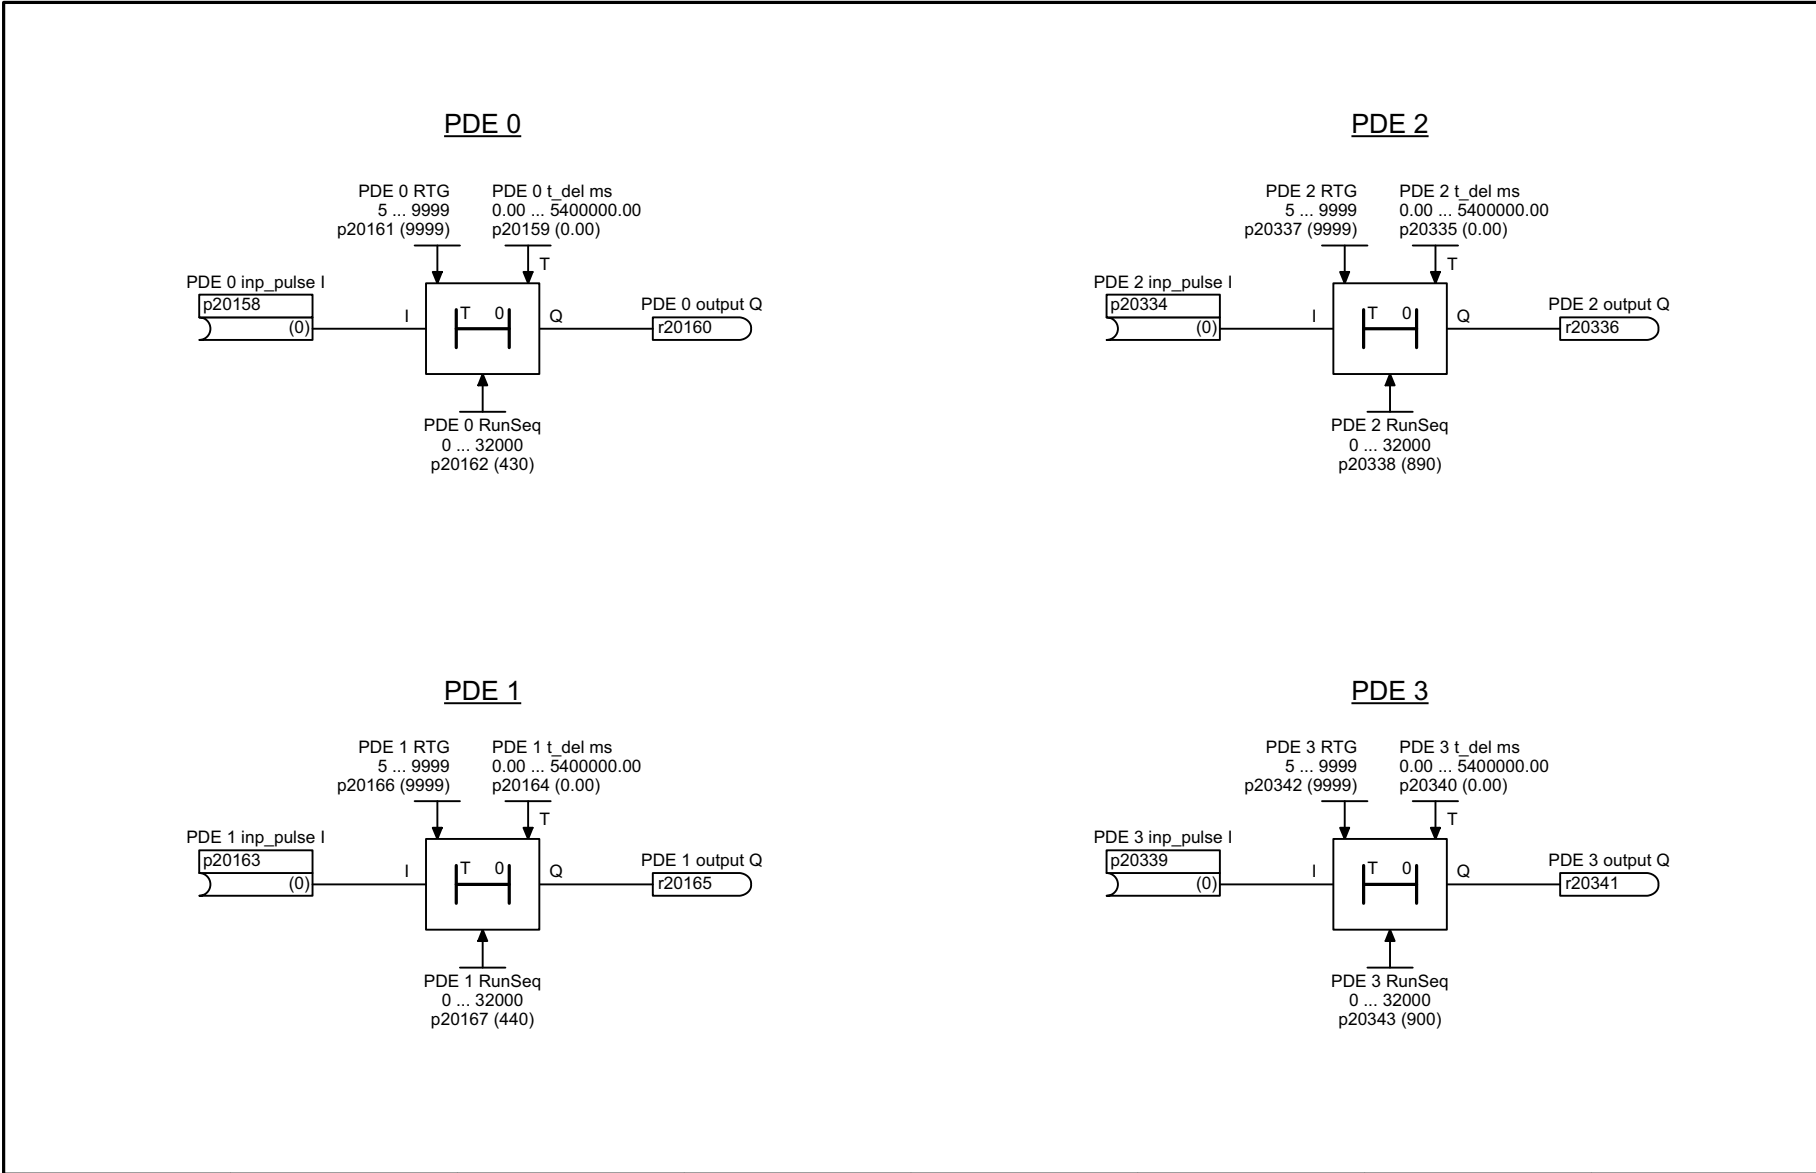 PDE 0
PDE 0 RTG
5 ... 9999
p20161 (9999)
PDE 0 t_del ms
0.00 ... 5400000.00
p20159 (0.00)
T
PDE 0 inp_pulse I
p20158
(0)
I
T 0
Q
PDE 0 output Q
r20160
PDE 0 RunSeq
0 ... 32000
p20162 (430)
PDE 2
PDE 2 RTG
5 ... 9999
p20337 (9999)
PDE 2 t_del ms
0.00 ... 5400000.00
p20335 (0.00)
T
PDE 2 inp_pulse I
p20334
(0)
I
T 0
Q
PDE 2 output Q
r20336
PDE 2 RunSeq
0 ... 32000
p20338 (890)
PDE 1
PDE 1 RTG
5 ... 9999
p20166 (9999)
PDE 1 t_del ms
0.00 ... 5400000.00
p20164 (0.00)
T
PDE 1 inp_pulse I
p20163
(0)
I
T 0
Q
PDE 1 output Q
r20165
PDE 1 RunSeq
0 ... 32000
p20167 (440)
PDE 3
PDE 3 RTG
5 ... 9999
p20342 (9999)
PDE 3 t_del ms
0.00 ... 5400000.00
p20340 (0.00)
T
PDE 3 inp_pulse I
p20339
(0)
I
T 0
Q
PDE 3 output Q
r20341
PDE 3 RunSeq
0 ... 32000
p20343 (900)